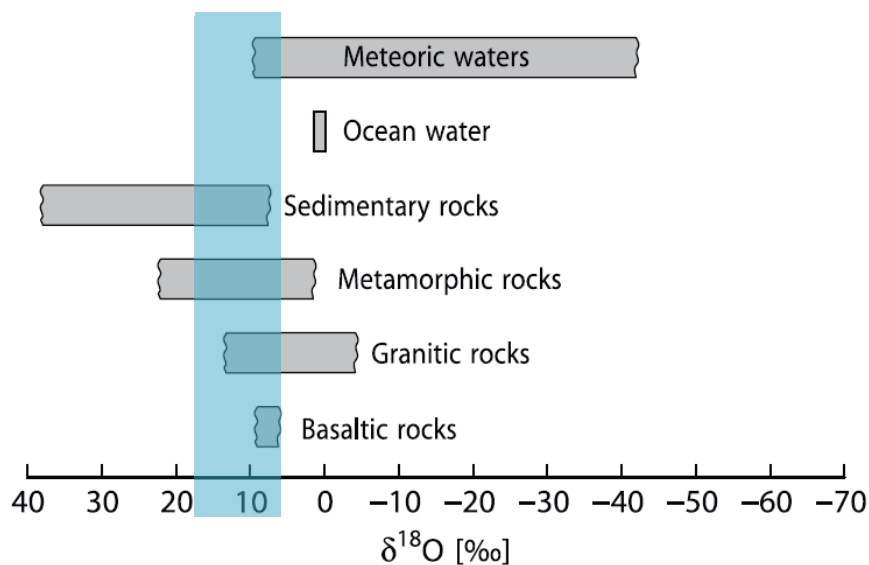 Meteoric waters
Ocean water
Sedimentary rocks
Metamorphic rocks
Granitic rocks
Basaltic rocks
40 30 20 10 0 –10 –20 –30 –40 –50 –60 –70
δ¹⁸O [‰]